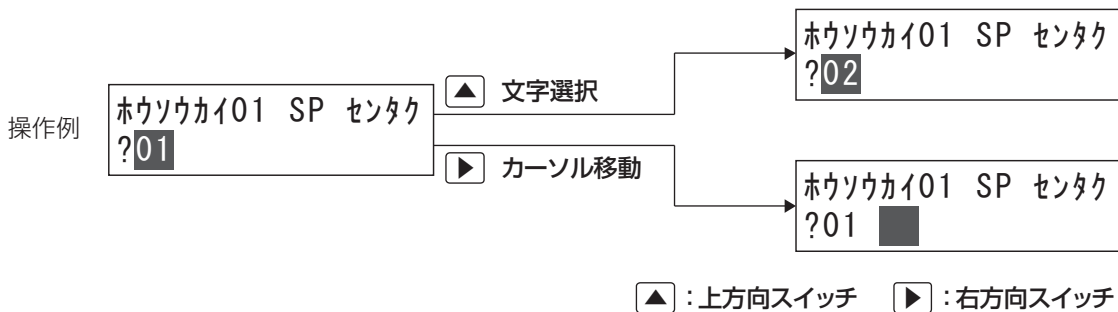 操作例
ホウソウカイ01 SP センタク
?01
▲ 文字選択
▶ カーソル移動
ホウソウカイ01 SP センタク
?02
ホウソウカイ01 SP センタク
?01
▲:上方向スイッチ ▶:右方向スイッチ